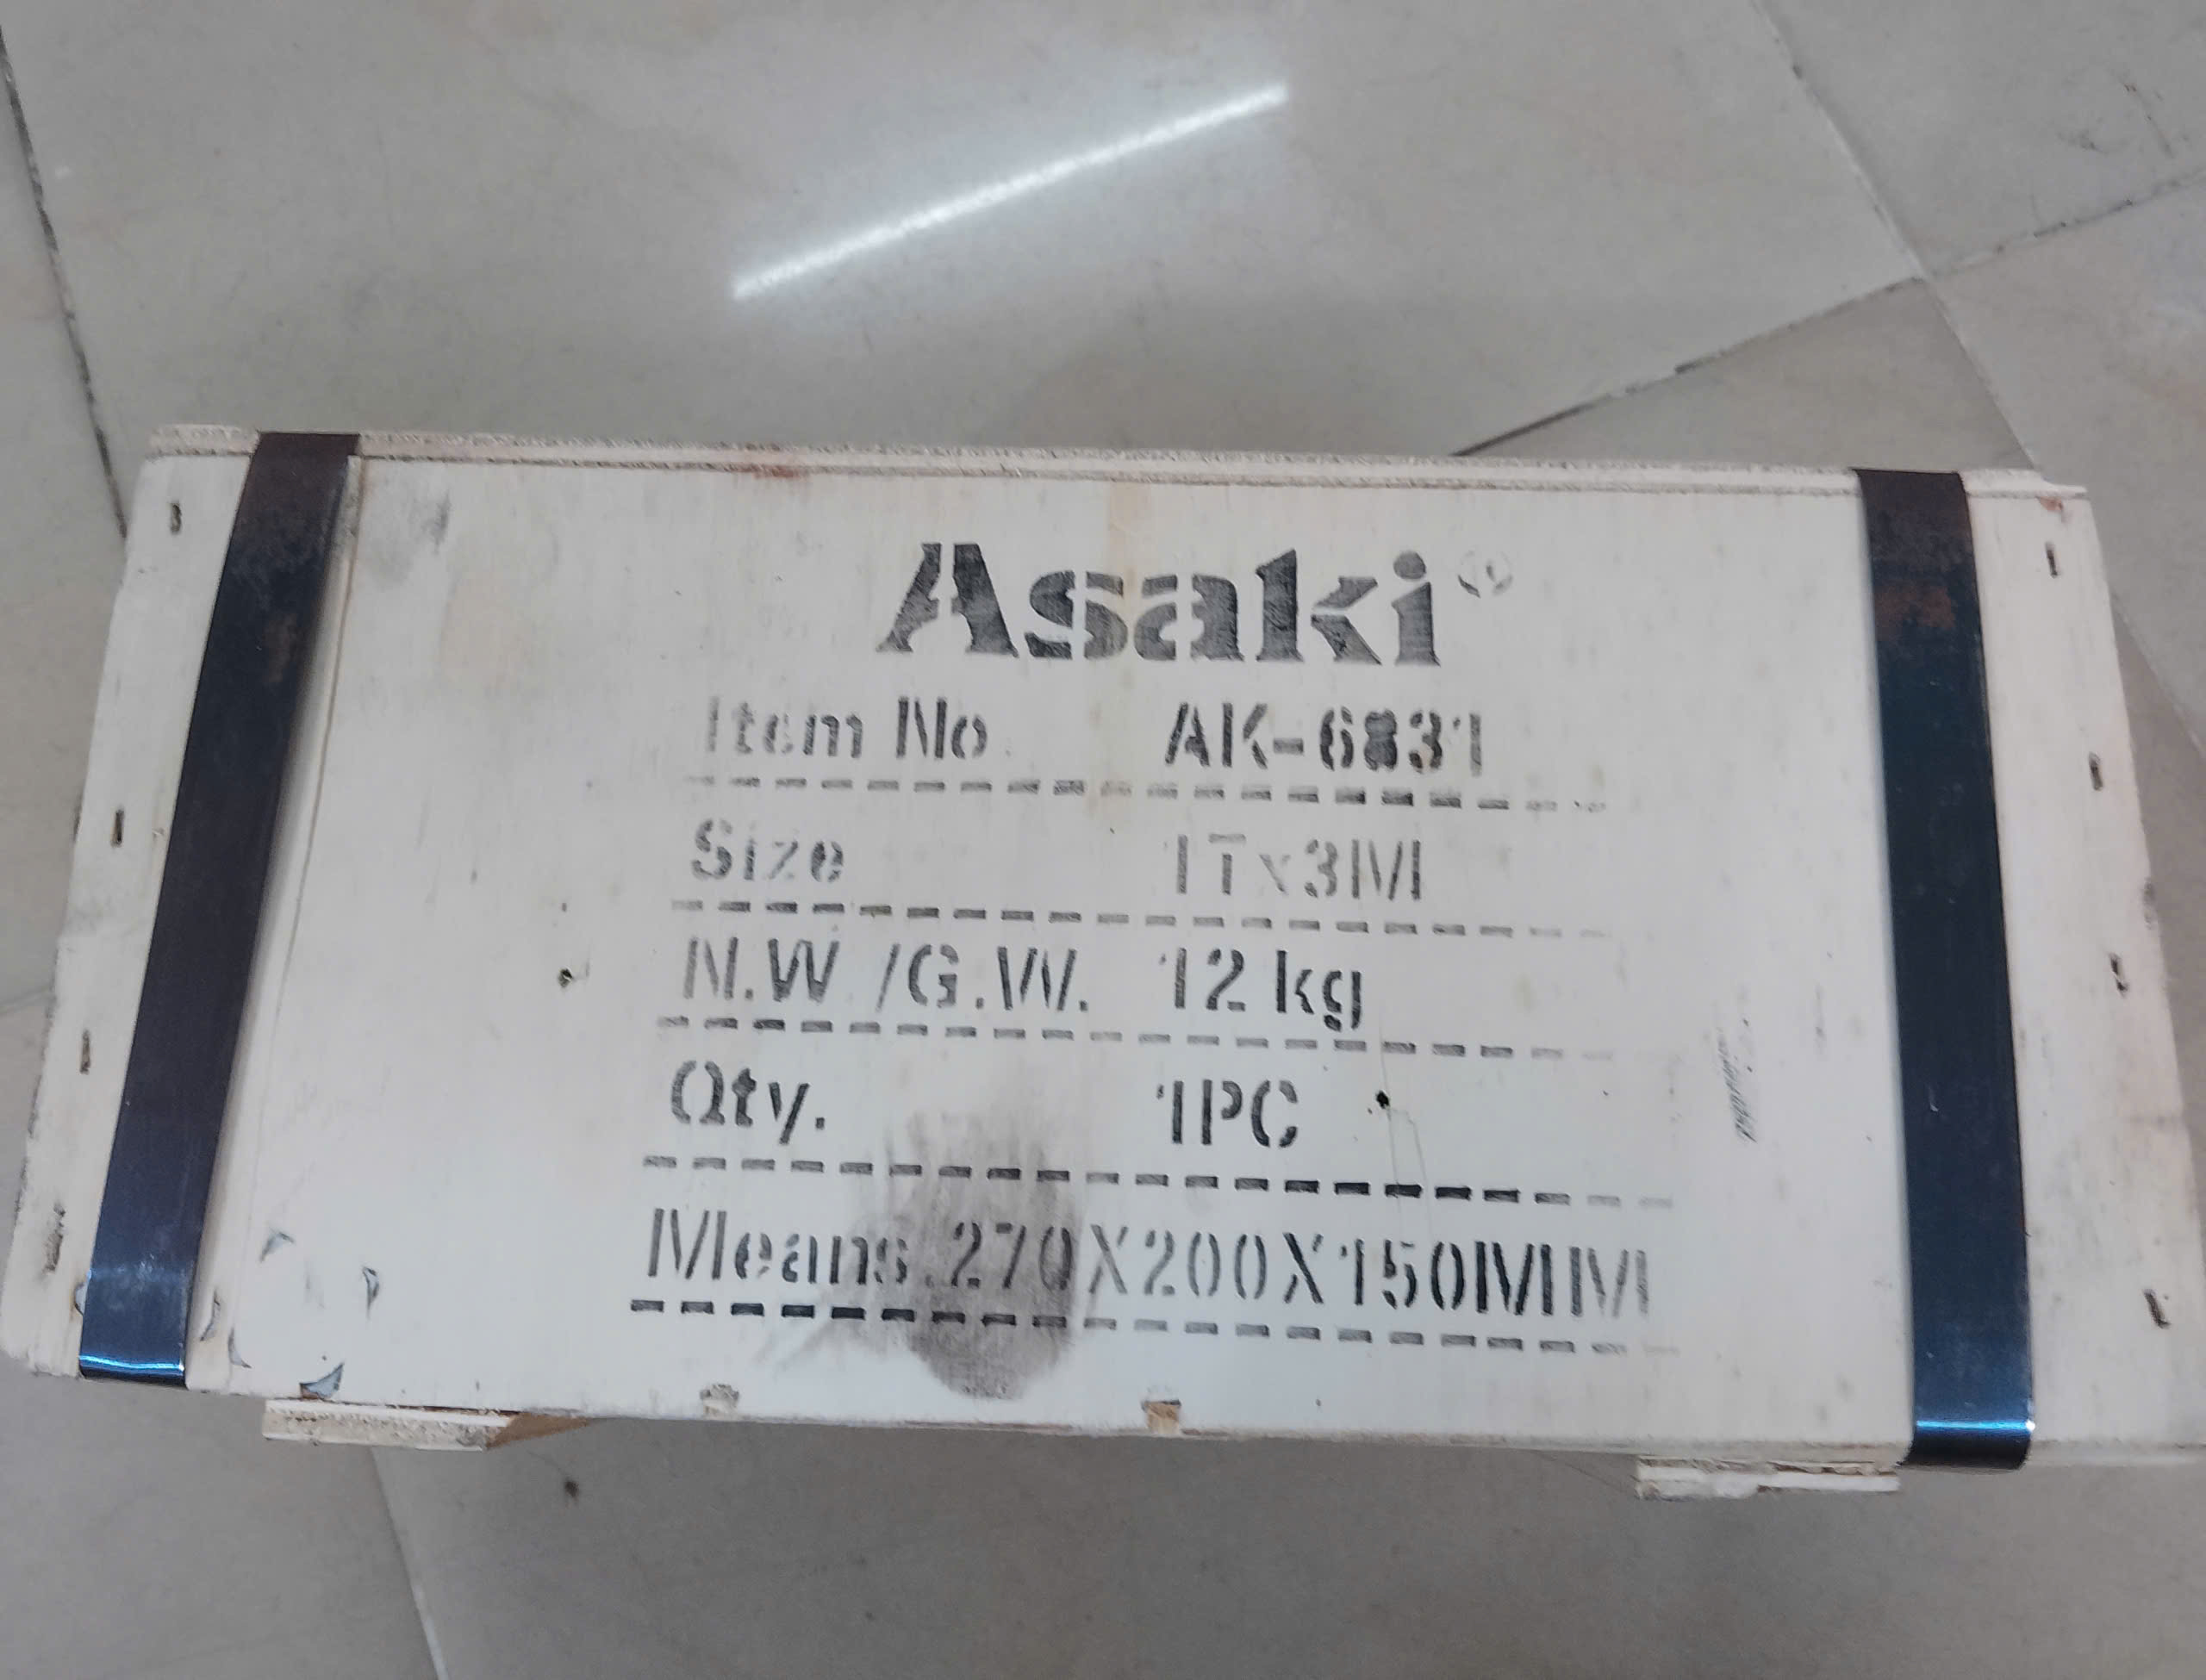 Asaki®
Item No. AK-6831
Size 1Tx3M
N.W./G.W. 12 kg
Qty. 1PC
Means.270X200X150MM